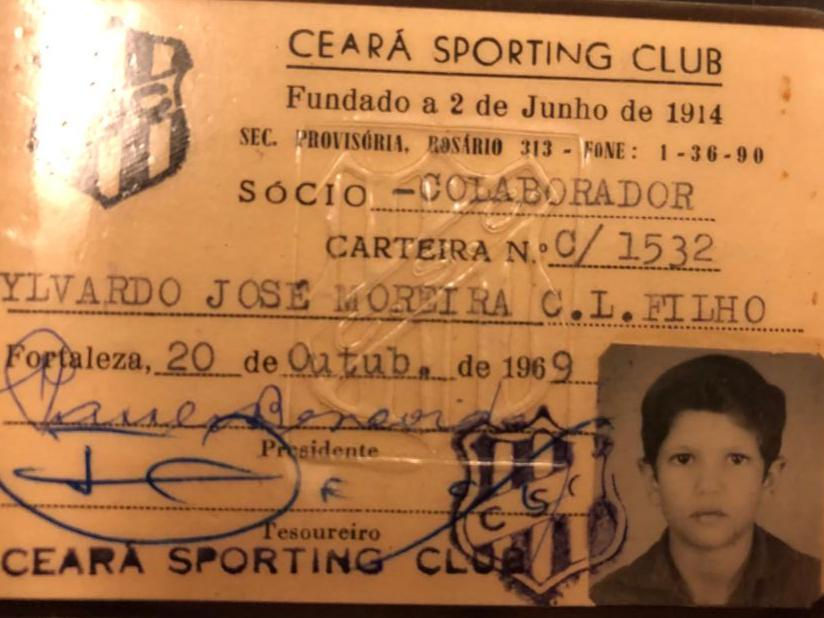 CEARÁ SPORTING CLUB
Fundado a 2 de Junho de 1914
SEC. PROVISÓRIA, ROSÁRIO 313 - FONE: 1-36-90
SÓCIO -COLABORADOR
CARTEIRA N.º C/ 1532
YLVARDO JOSÉ MOREIRA C.L.FILHO
Fortaleza, 20 de Outub. de 1969
Presidente
CSC
Tesoureiro
CEARÁ SPORTING CLUB